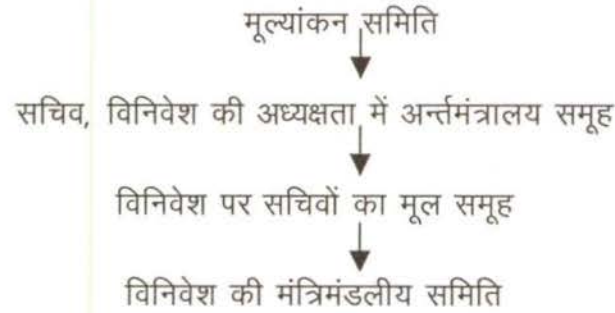 मूल्यांकन समिति
सचिव, विनिवेश की अध्यक्षता में अर्न्तमंत्रालय समूह
विनिवेश पर सचिवों का मूल समूह
विनिवेश की मंत्रिमंडलीय समिति